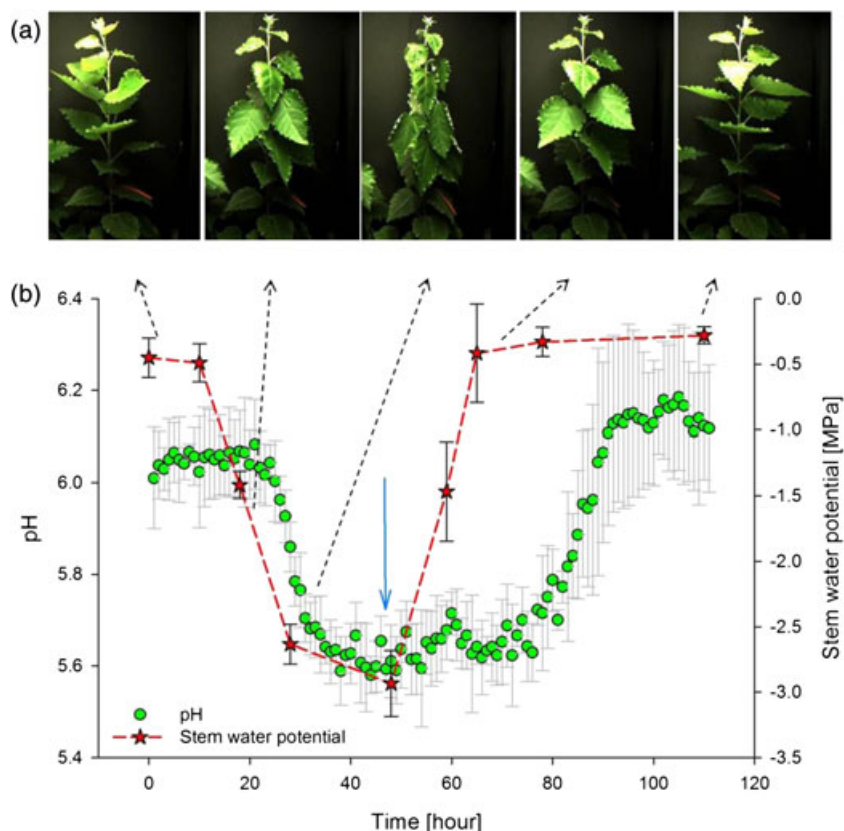 (a)
(b)
6.4
6.2
6.0
5.8
5.6
5.4
pH
0.0
-0.5
-1.0
-1.5
-2.0
-2.5
-3.0
-3.5
Stem water potential [MPa]
pH
Stem water potential
0 20 40 60 80 100 120
Time [hour]